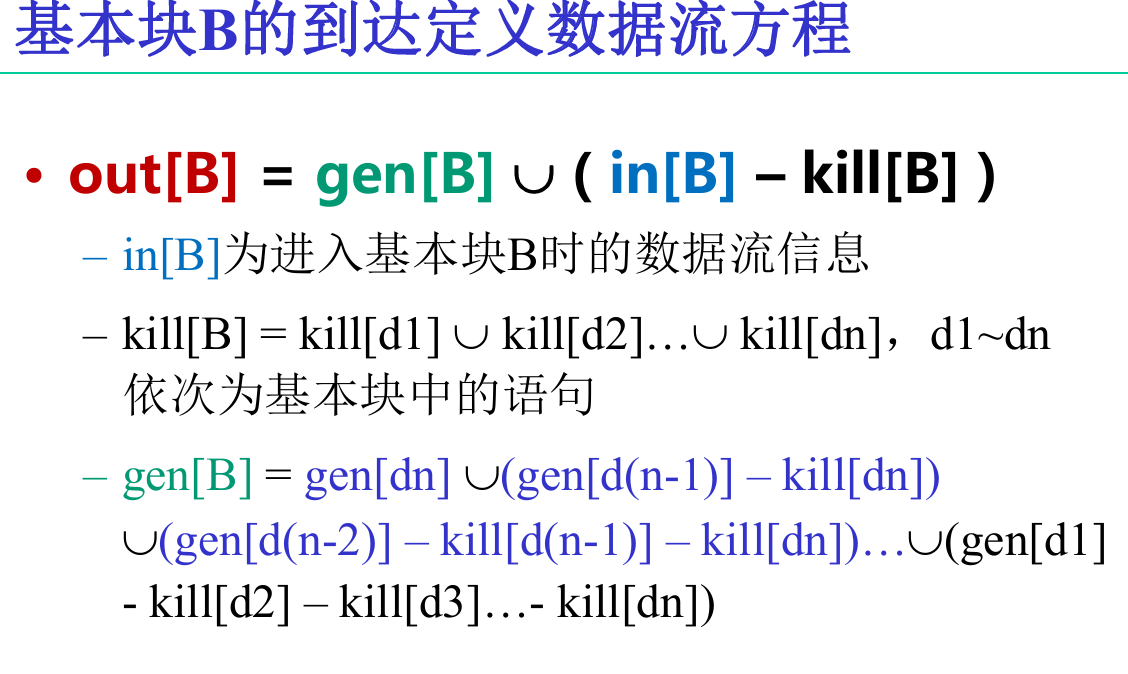 基本块B的到达定义数据流方程
• out[B] = gen[B] ∪ ( in[B] – kill[B] )
– in[B]为进入基本块B时的数据流信息
– kill[B] = kill[d1] ∪ kill[d2]…∪ kill[dn]，d1~dn
依次为基本块中的语句
– gen[B] = gen[dn] ∪(gen[d(n-1)] – kill[dn])
∪(gen[d(n-2)] – kill[d(n-1)] – kill[dn])…∪(gen[d1]
- kill[d2] – kill[d3]…- kill[dn])